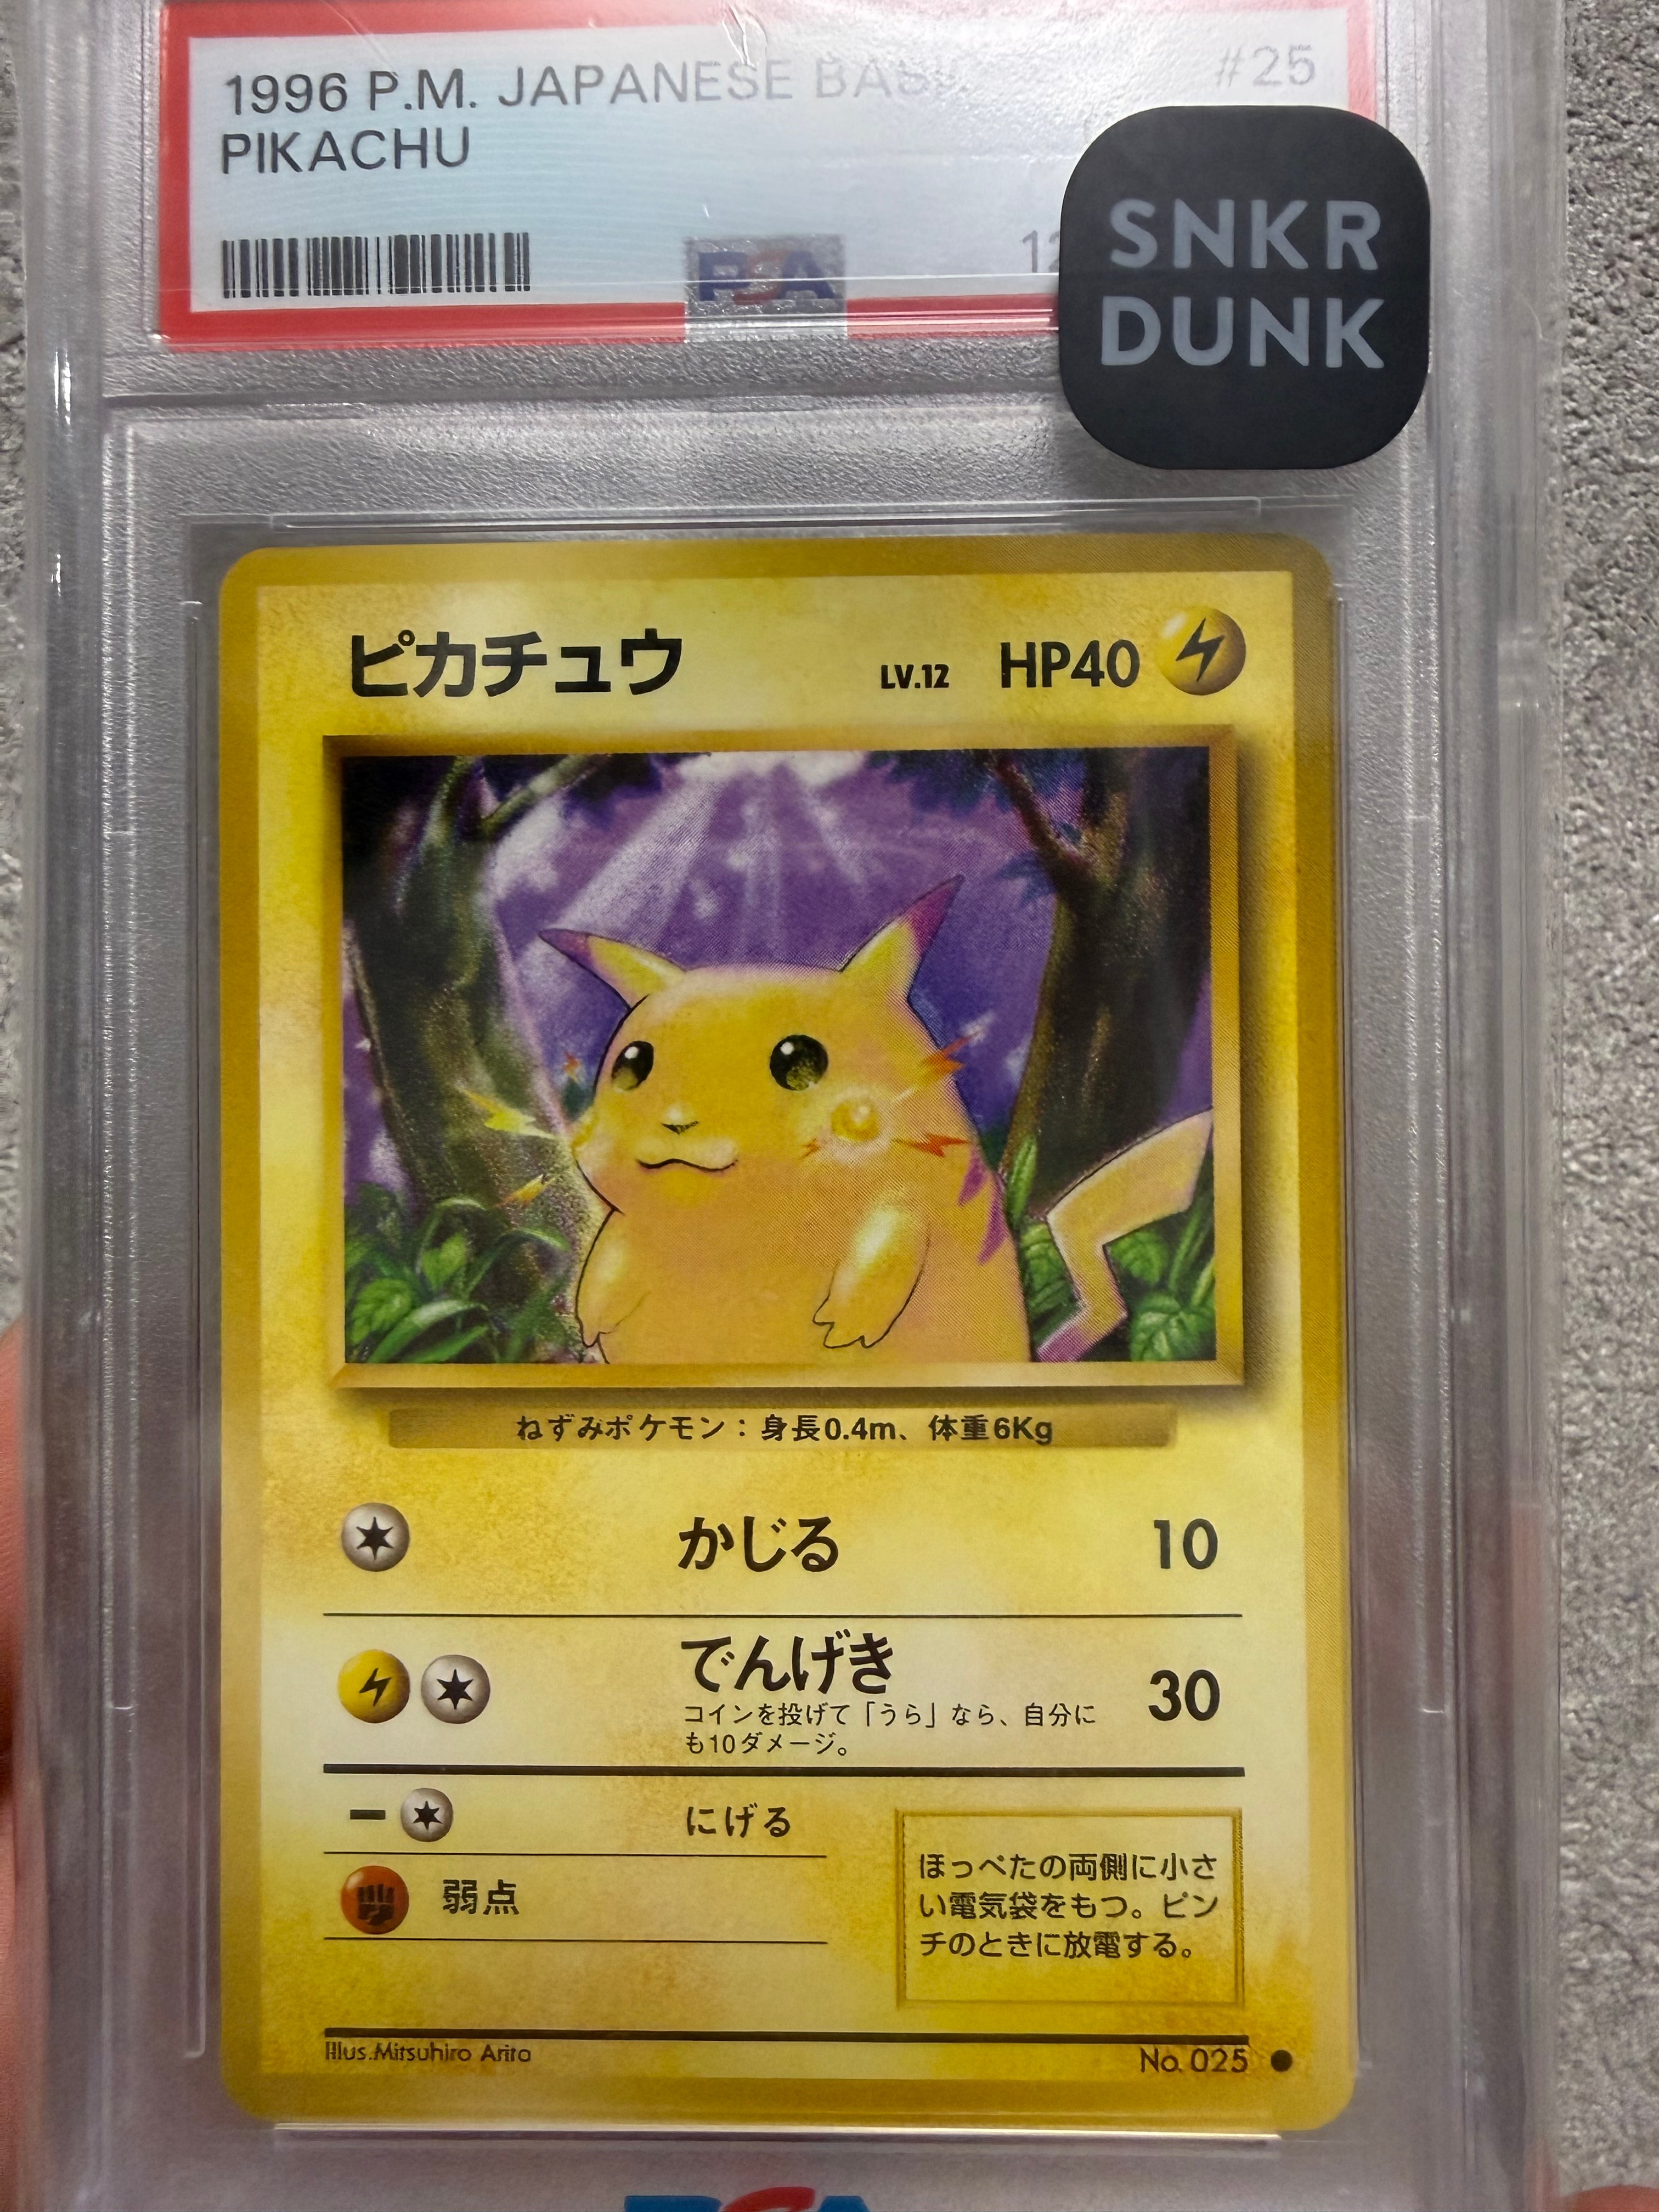 1996 P.M. JAPANESE
#25
PIKACHU
PSA
SNKR
DUNK
ピカチュウ
LV.12 HP40
ねずみポケモン：身長0.4m、体重6Kg
かじる 10
でんげき 30
コインを投げて「うら」なら、自分に
も10ダメージ。
にげる
弱点
ほっぺたの両側に小さ
い電気袋をもつ。ピン
チのときに放電する。
Illus.Mitsuhiro Arita
No. 025